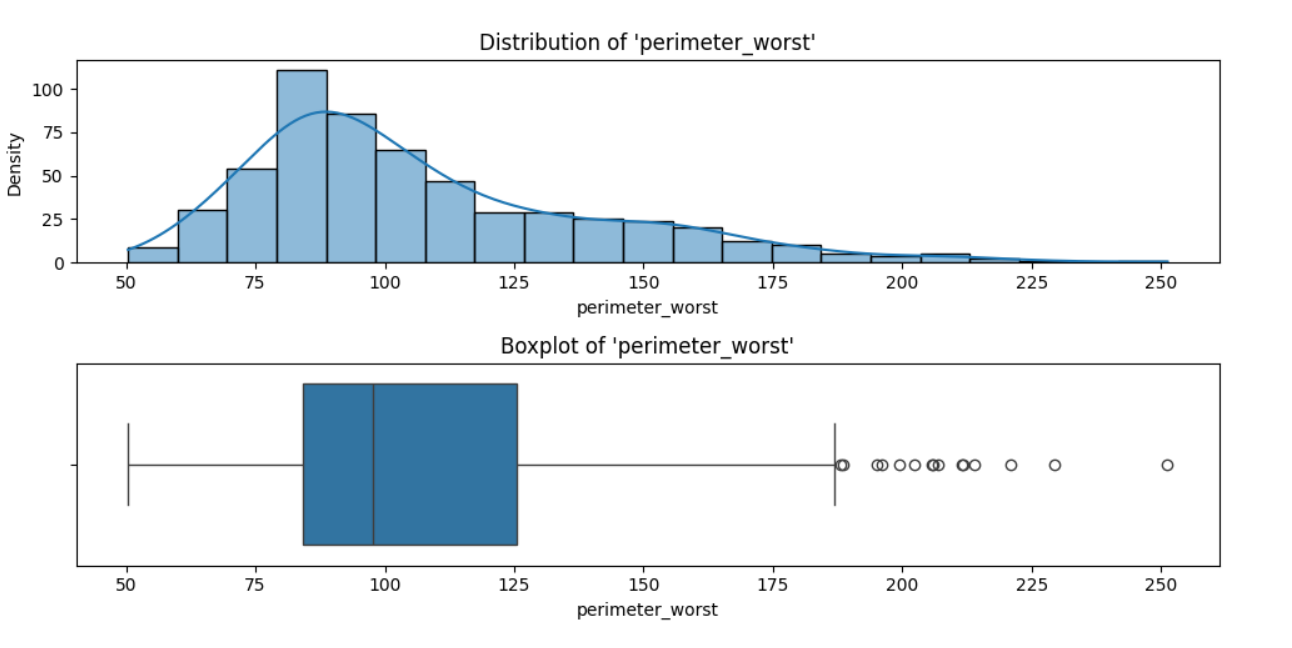 Distribution of 'perimeter_worst'
100
75
50
25
0
Density
50 75 100 125 150 175 200 225 250
perimeter_worst
Boxplot of 'perimeter_worst'
50 75 100 125 150 175 200 225 250
perimeter_worst